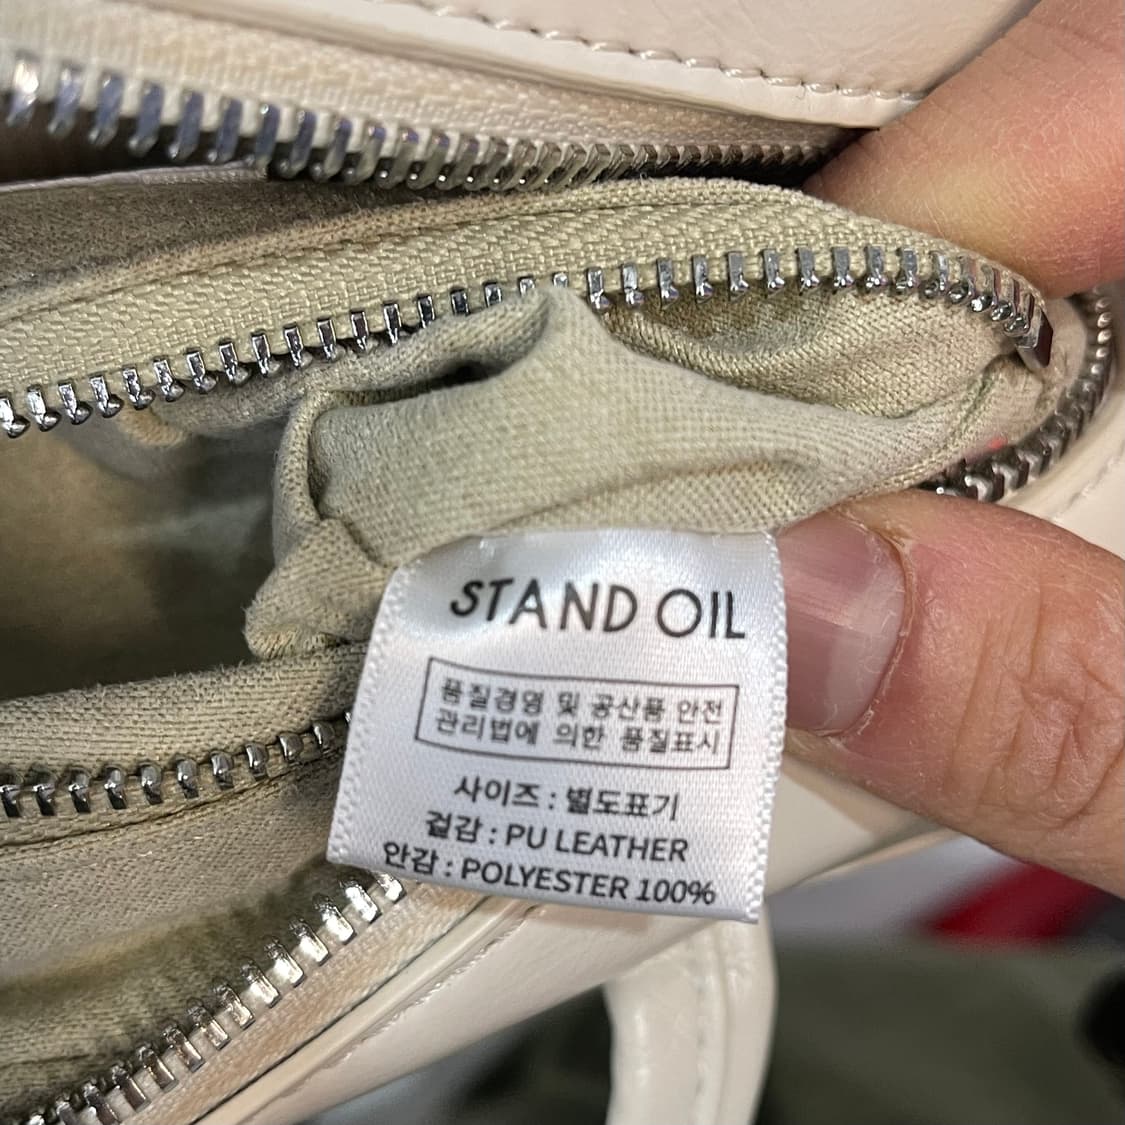 STAND OIL
품질경영 및 공산품 안전
관리법에 의한 품질표시
사이즈 : 별도표기
겉감 : PU LEATHER
안감 : POLYESTER 100%